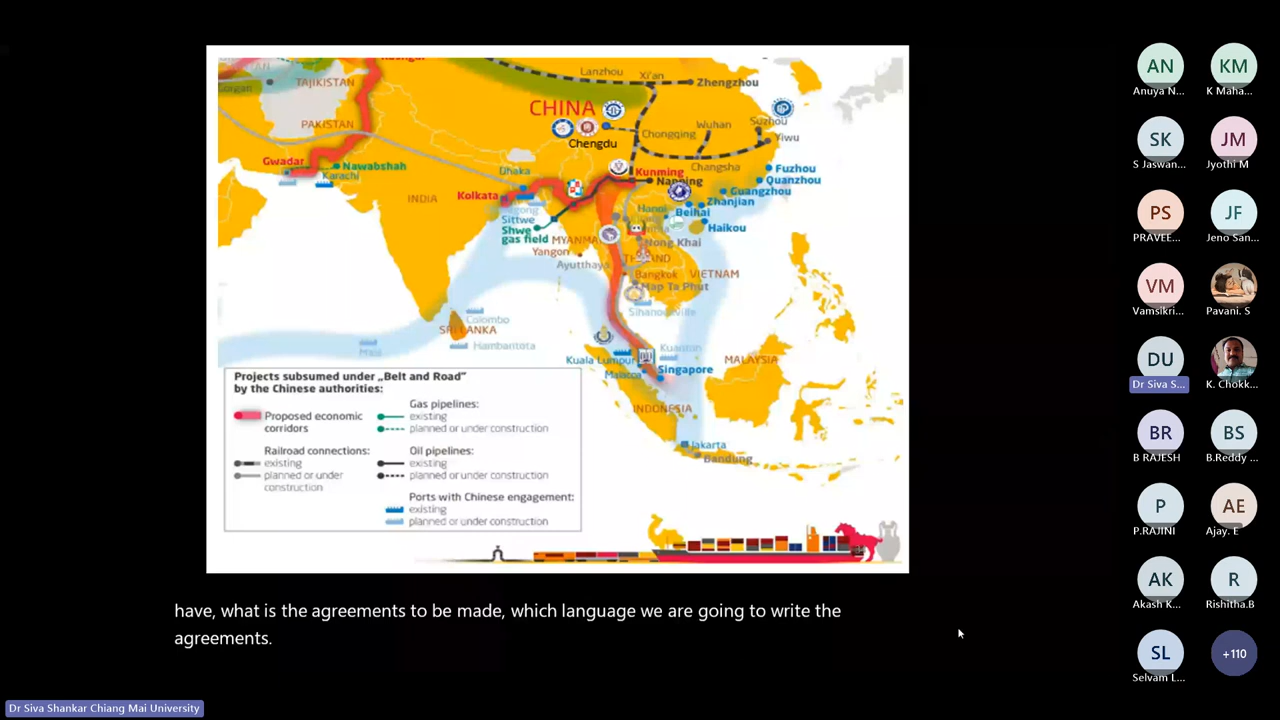 Lanzhou
Xi'an
Zhengzhou
TAJIKISTAN
Gorgan
CHINA
Chengdu
Chongqing
Wuhan
Suzhou
Yiwu
Changsha
PAKISTAN
Gwadar
Nawabshah
Karachi
INDIA
Dhaka
Kolkata
Kunming
Nanning
Fuzhou
Quanzhou
Guangzhou
Zhanjian
Beihai
Haikou
Hanoi
Sittwe
Shwe
gas field
MYANMAR
Yangon
Ayutthaya
Nong Khai
THAILAND
Bangkok
VIETNAM
Map Ta Phut
Sihanoukville
Colombo
SRI LANKA
Hambantota
Kuala Lumpur
Kuantan
Malacca
Singapore
MALAYSIA
INDONESIA
Jakarta
Bandung
Projects subsumed under „Belt and Road"
by the Chinese authorities:
Proposed economic
corridors
Railroad connections:
existing
planned or under
construction
Gas pipelines:
existing
planned or under construction
Oil pipelines:
existing
planned or under construction
Ports with Chinese engagement:
existing
planned or under construction
have, what is the agreements to be made, which language we are going to write the
agreements.
Dr Siva Shankar Chiang Mai University
AN
Anuya N...
KM
K Maha...
SK
S Jaswan...
JM
Jyothi M
PS
PRAVEE...
JF
Jeno San...
VM
Vamsikri...
Pavani. S
DU
Dr Siva S...
K. Chokk...
BR
B RAJESH
BS
B.Reddy ...
P
P.RAJINI
AE
Ajay. E
AK
Akash K...
R
Rishitha.B
SL
Selvam L...
+110